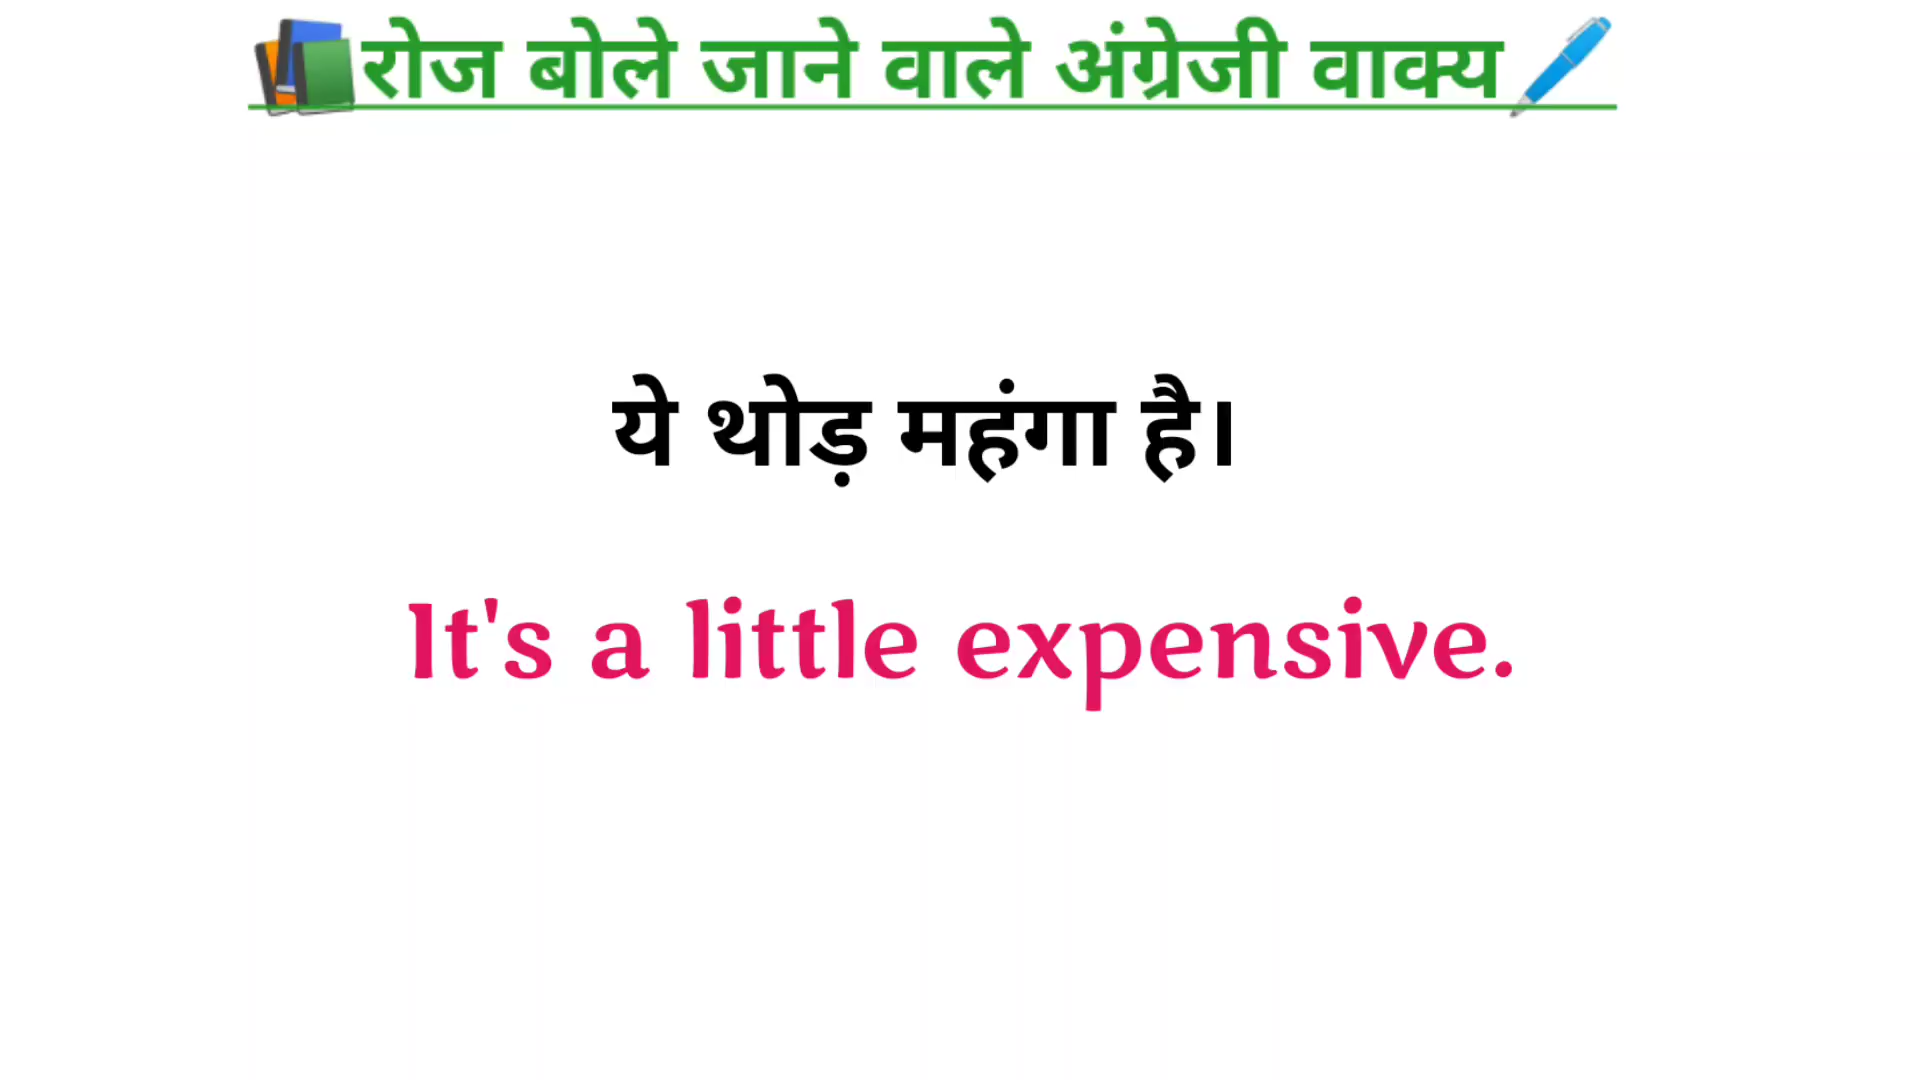 रोज बोले जाने वाले अंग्रेजी वाक्य
ये थोड़ महंगा है।
It's a little expensive.